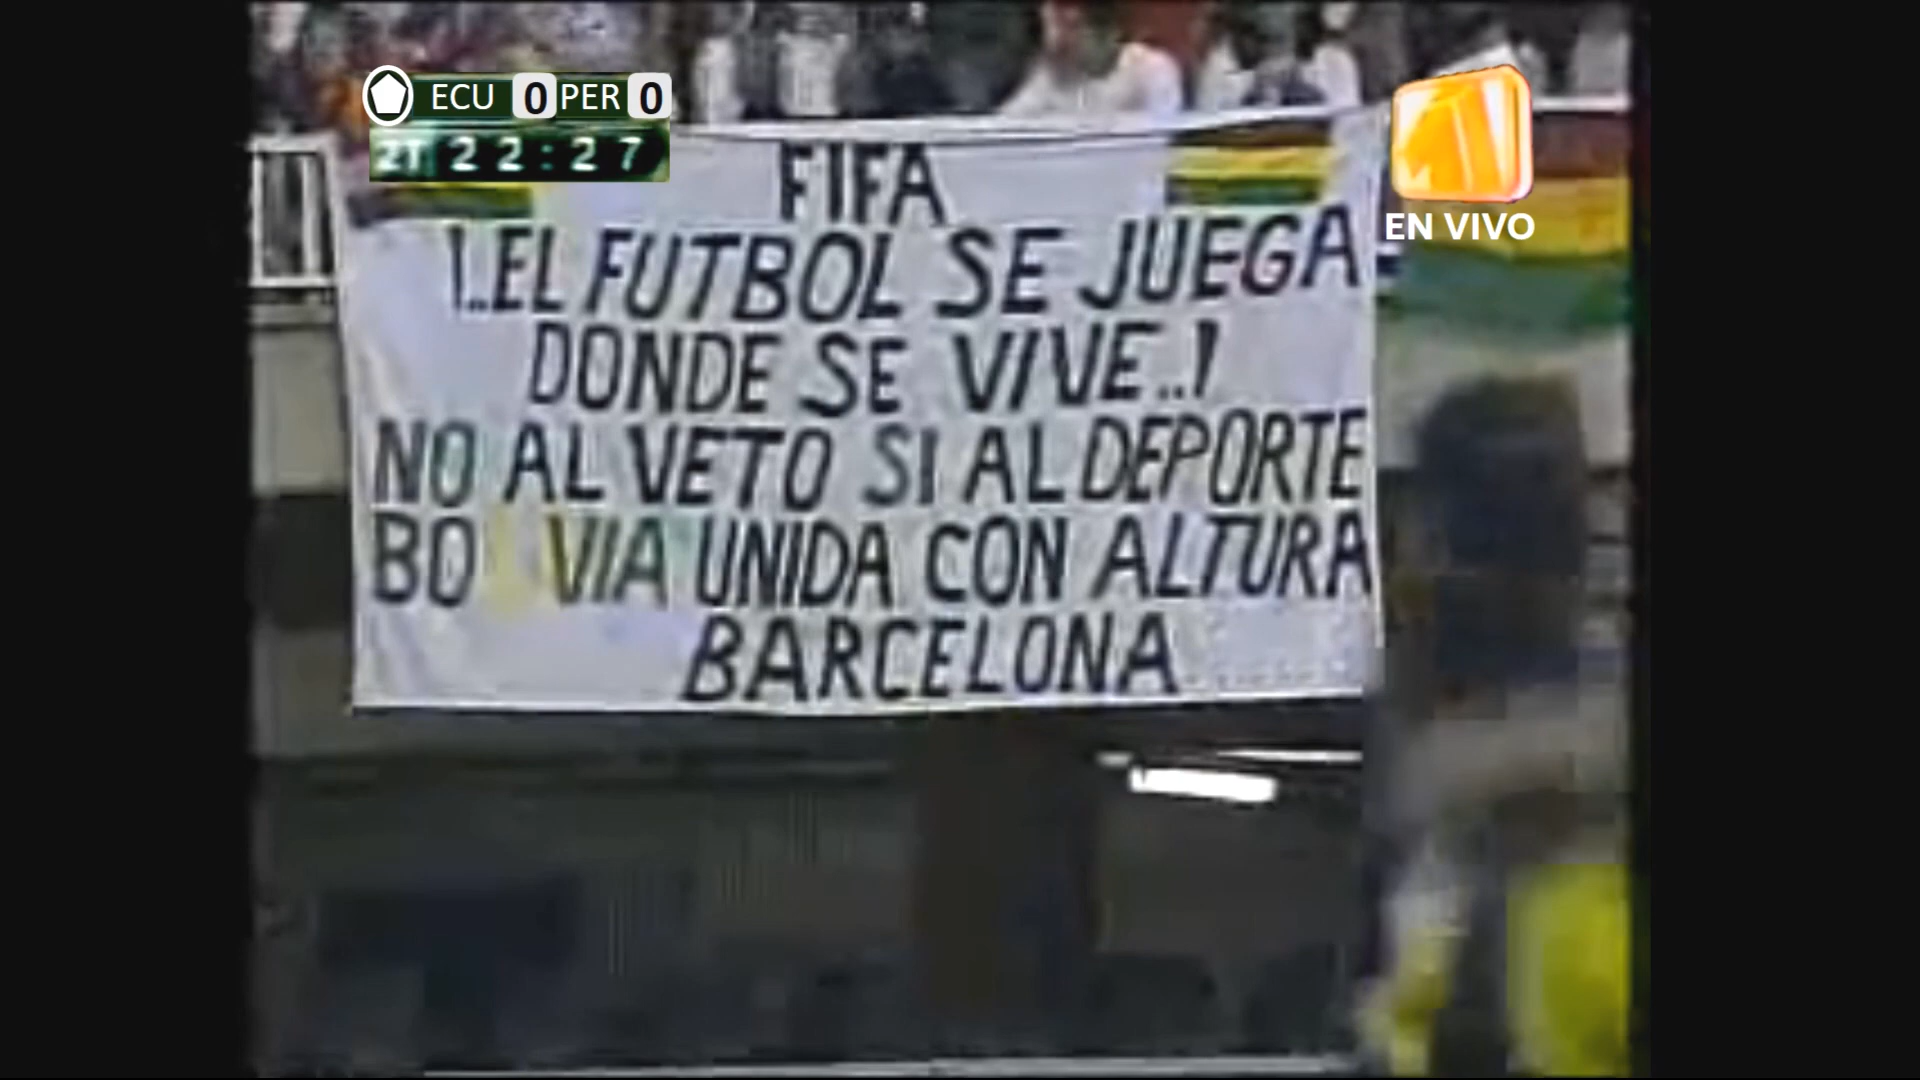 ECU 0 PER 0
2T 22:27
EN VIVO
FIFA
¡..EL FUTBOL SE JUEGA
DONDE SE VIVE..!
NO AL VETO SI AL DEPORTE
BO VIA UNIDA CON ALTURA
BARCELONA